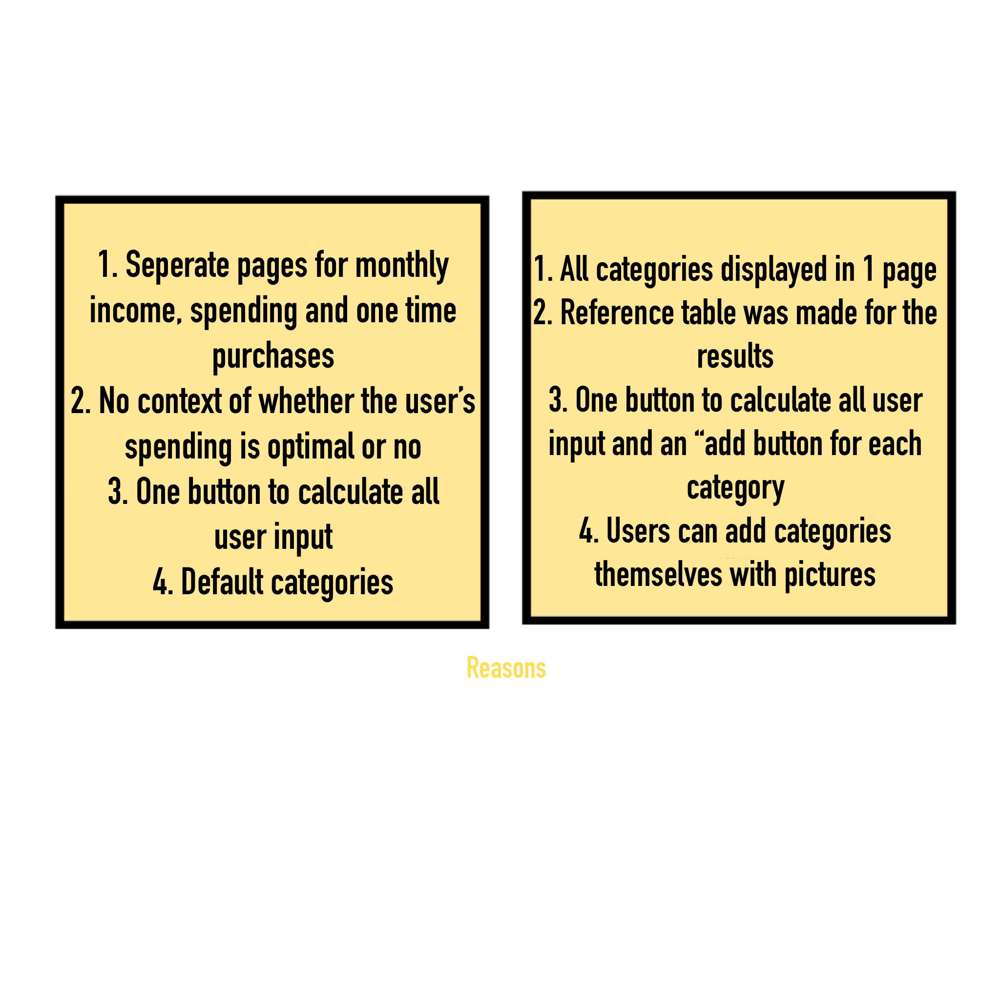 1. Seperate pages for monthly
income, spending and one time
purchases
2. No context of whether the user’s
spending is optimal or no
3. One button to calculate all
user input
4. Default categories
1. All categories displayed in 1 page
2. Reference table was made for the
results
3. One button to calculate all user
input and an “add button for each
category
4. Users can add categories
themselves with pictures
Reasons